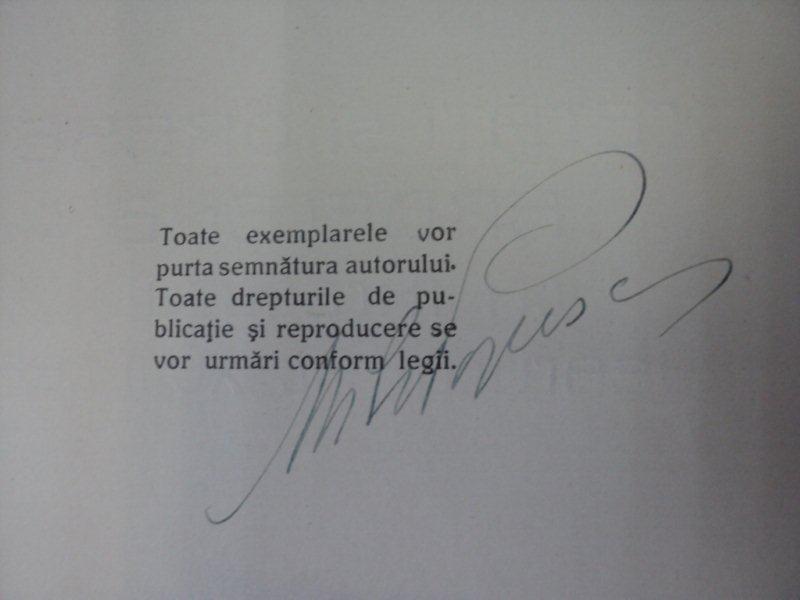 Toate exemplarele vor
purta semnătura autorului.
Toate drepturile de pu-
blicaţie şi reproducere se
vor urmări conform legii.